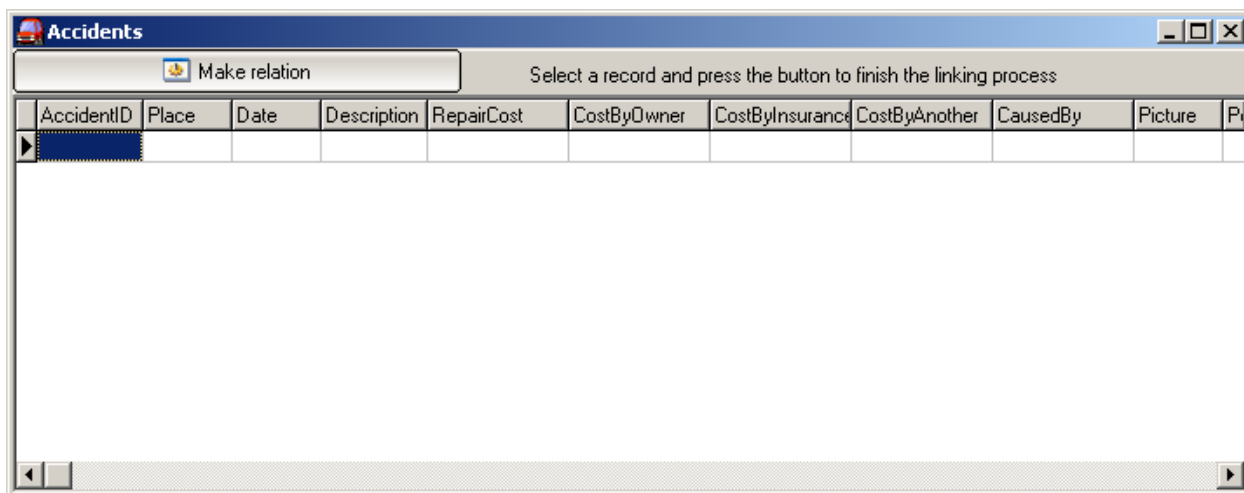 Accidents
Make relation
Select a record and press the button to finish the linking process
AccidentID Place Date Description RepairCost CostByOwner CostByInsurance CostByAnother CausedBy Picture